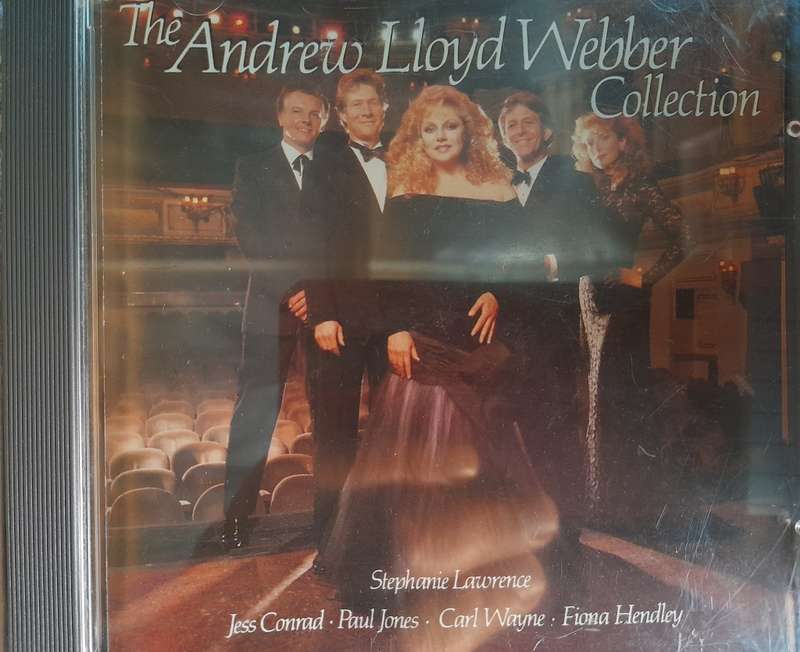 The Andrew Lloyd Webber
Collection
Stephanie Lawrence
Jess Conrad · Paul Jones · Carl Wayne · Fiona Hendley